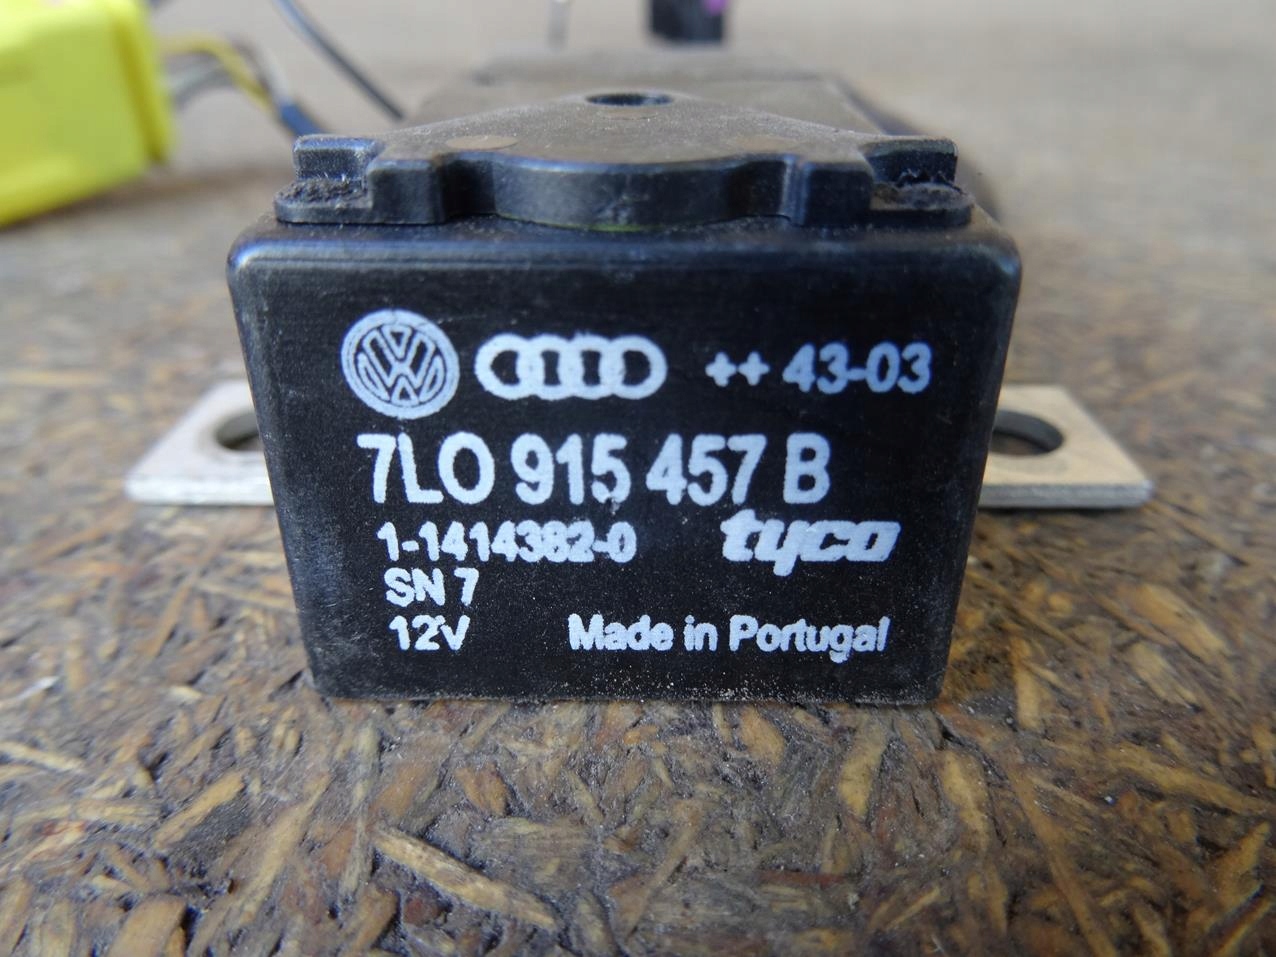 ++ 43-03
7L0 915 457 B
1-1414382-0 tyco
SN 7
12V Made in Portugal